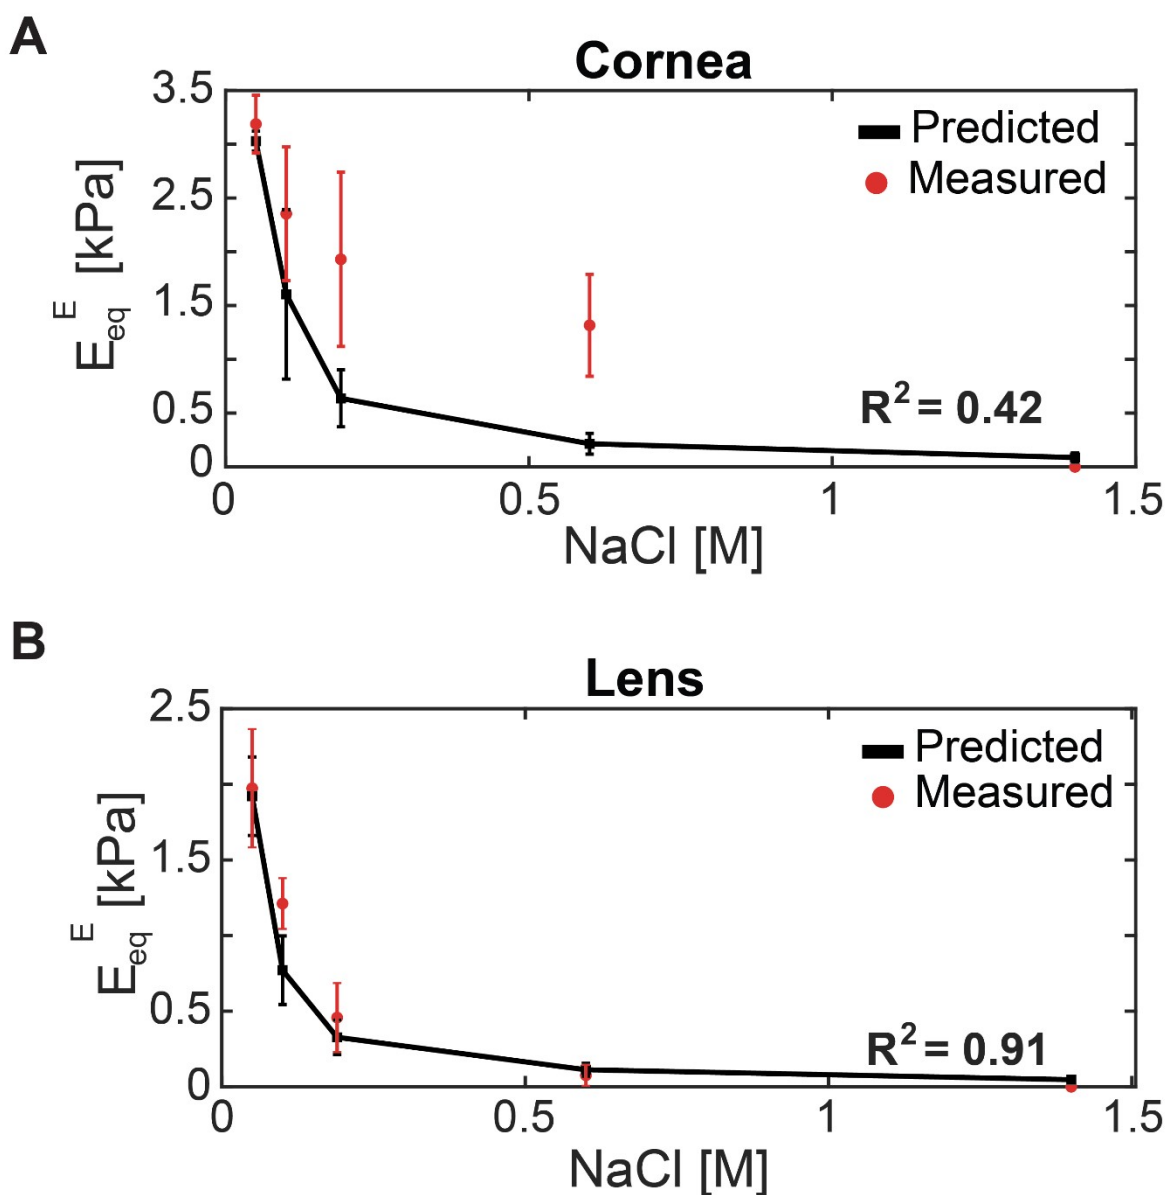 A
Cornea
3.5
2.5
1.5
0.5
0
E_eq^E [kPa]
Predicted
Measured
R² = 0.42
0 0.5 1 1.5
NaCl [M]
B
Lens
2.5
1.5
0.5
0
E_eq^E [kPa]
Predicted
Measured
R² = 0.91
0 0.5 1 1.5
NaCl [M]